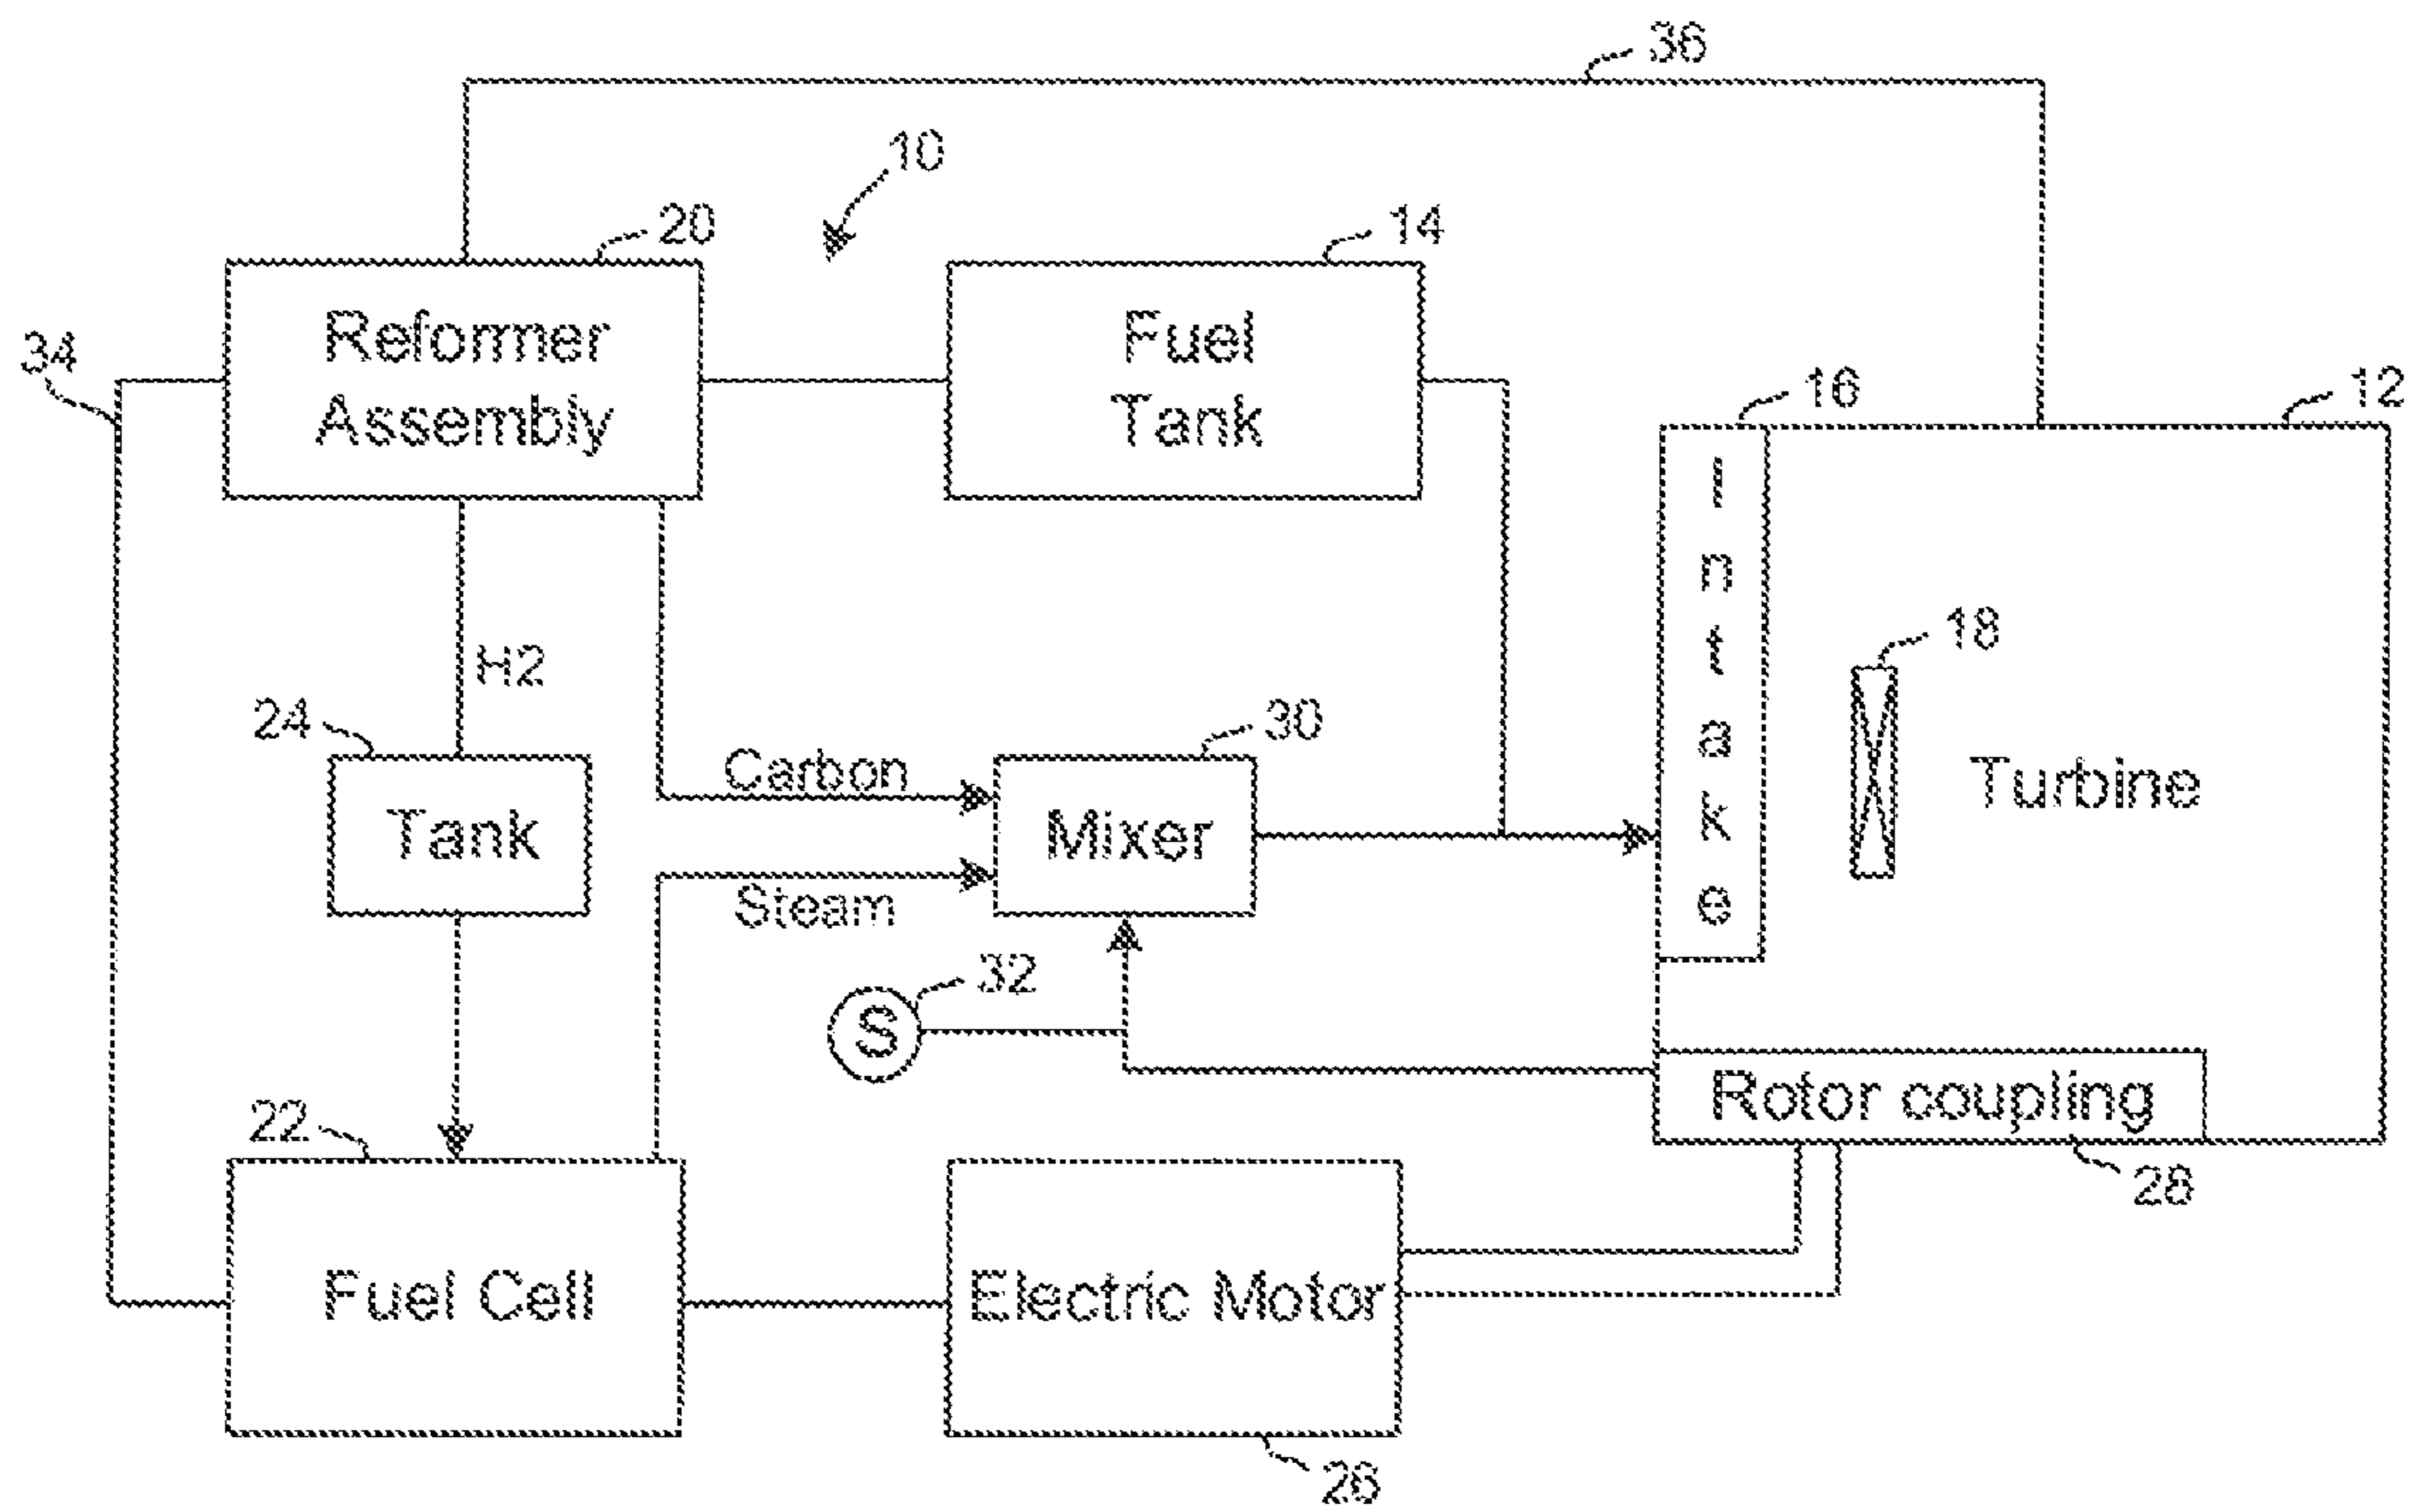 36
10
20
14
Reformer
Assembly
Fuel
Tank
34
16
12
Intake
18
H2
24
30
Carbon
Tank
Mixer
Turbine
Steam
32
S
Rotor coupling
22
28
Fuel Cell
Electric Motor
26